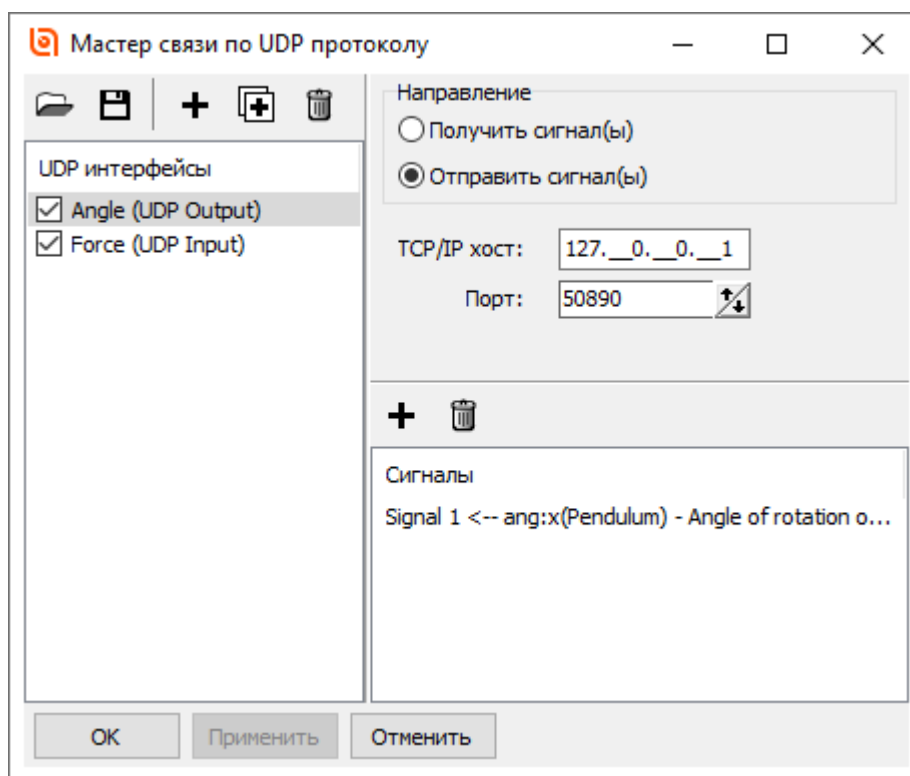 Мастер связи по UDP протоколу
UDP интерфейсы
Angle (UDP Output)
Force (UDP Input)
Направление
Получить сигнал(ы)
Отправить сигнал(ы)
TCP/IP хост: 127.__0.__0.__1
Порт: 50890
Сигналы
Signal 1 <-- ang:x(Pendulum) - Angle of rotation o...
OK Применить Отменить